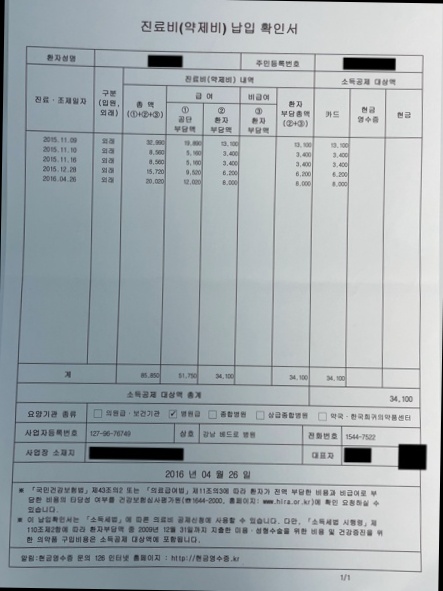 진료비(약제비) 납입 확인서
환자성명 주민등록번호
진료·조제일자 구분 (입원, 외래) 진료비(약제비) 내역 소득공제 대상액
총 액 (①+②+③) 급 여 비급여 환자 부담총액 (②+③) 카드 현금 영수증 현금
① 공단 부담액 ② 환자 부담액 ③ 환자 부담액
2015.11.09 외래 32,990 19,890 13,100 13,100 13,100
2015.11.10 외래 8,560 5,160 3,400 3,400 3,400
2015.11.16 외래 8,560 5,160 3,400 3,400 3,400
2015.12.29 외래 15,720 9,520 6,200 6,200 6,200
2016.04.26 외래 20,020 12,020 8,000 8,000 8,000
계 85,850 51,750 34,100 34,100 34,100
소득공제 대상액 총계 34,100
요양기관 종류 의원급·보건기관 병원급 종합병원 상급종합병원 약국·한국희귀의약품센터
사업자등록번호 127-96-76749 상호 강남 베드로 병원 전화번호 1544-7522
사업장 소재지 대표자
2016 년 04 월 26 일
※ 「국민건강보험법」제43조의2 또는 「의료급여법」제11조의3에 따라 환자가 전액 부담한 비용과 비급여로 부
담한 비용의 타당성 여부를 건강보험심사평가원(☎1644-2000, 홈페이지 www.hira.or.kr)에 확인 요청하실 수
있습니다.
※ 이 납입확인서는 「소득세법」에 따른 의료비 공제신청에 사용할 수 있습니다. 다만, 「소득세법 시행령」제
110조제2항에 따라 환자부담액 중 2009년 12월 31일까지 지출한 미용·성형수술을 위한 비용 및 건강증진을 위
한 의약품 구입비용은 소득공제 대상액에 포함됩니다.
알림:현금영수증 문의 126 인터넷 홈페이지 : http://현금영수증.kr
1/1